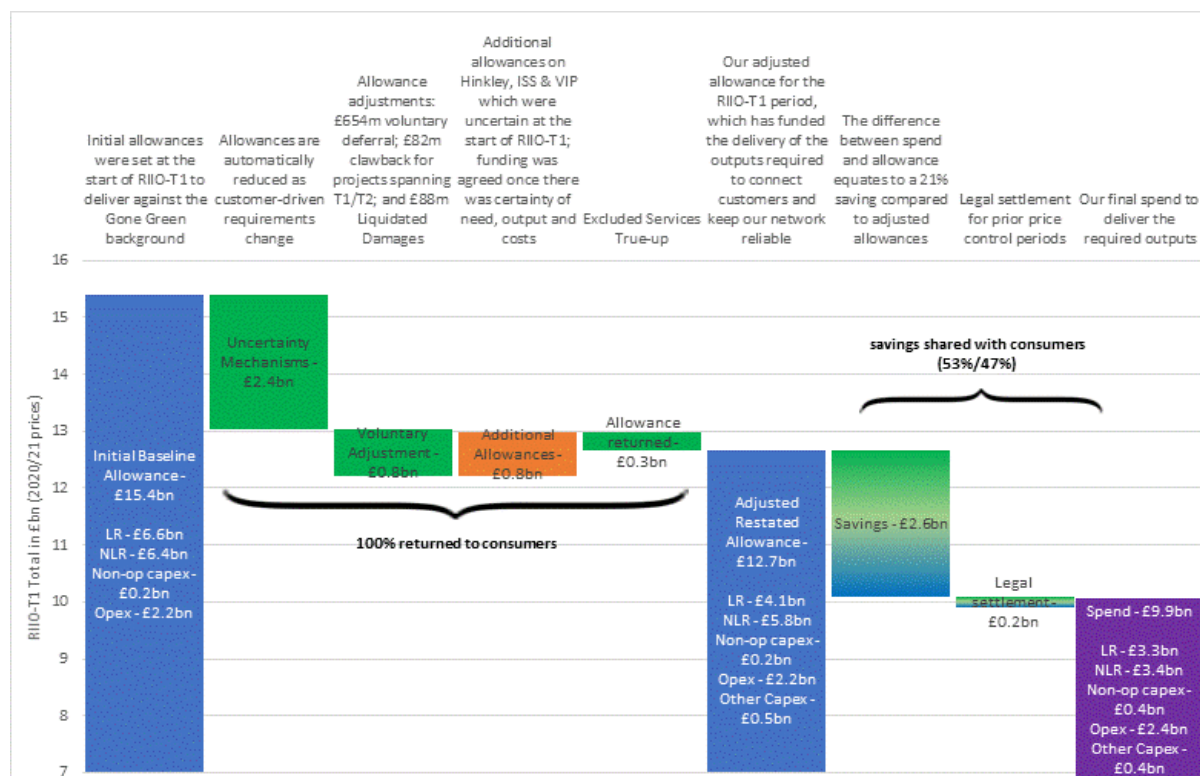 Initial allowances
were set at the
start of RIIO-T1 to
deliver against the
Gone Green
background
Allowances are
automatically
reduced as
customer-driven
requirements
change
Allowance
adjustments:
£654m voluntary
deferral; £82m
clawback for
projects spanning
T1/T2; and £88m
Liquidated
Damages
Additional
allowances on
Hinkley, ISS & VIP
which were
uncertain at the
start of RIIO-T1;
funding was
agreed once there
was certainty of
need, output and
costs
Excluded Services
True-up
Our adjusted
allowance for the
RIIO-T1 period,
which has funded
the delivery of the
outputs required
to connect
customers and
keep our network
reliable
The difference
between spend
and allowance
equates to a 21%
saving compared
to adjusted
allowances
Legal settlement
for prior price
control periods
Our final spend to
deliver the
required outputs
RIIO-T1 Total in £bn (2020/21 prices)
16
15
14
13
12
11
10
9
8
7
Initial Baseline
Allowance-
£15.4bn
LR - £6.6bn
NLR - £6.4bn
Non-op capex-
£0.2bn
Opex - £2.2bn
Uncertainty
Mechanisms -
£2.4bn
Voluntary
Adjustment -
£0.8bn
Additional
Allowances-
£0.8bn
Allowance
returned-
£0.3bn
100% returned to consumers
Adjusted
Restated
Allowance-
£12.7bn
LR - £4.1bn
NLR - £5.8bn
Non-op capex-
£0.2bn
Opex - £2.2bn
Other Capex -
£0.5bn
savings shared with consumers
(53%/47%)
Savings - £2.6bn
Legal
settlement-
£0.2bn
Spend - £9.9bn
LR - £3.3bn
NLR - £3.4bn
Non-op capex-
£0.4bn
Opex - £2.4bn
Other Capex -
£0.4bn